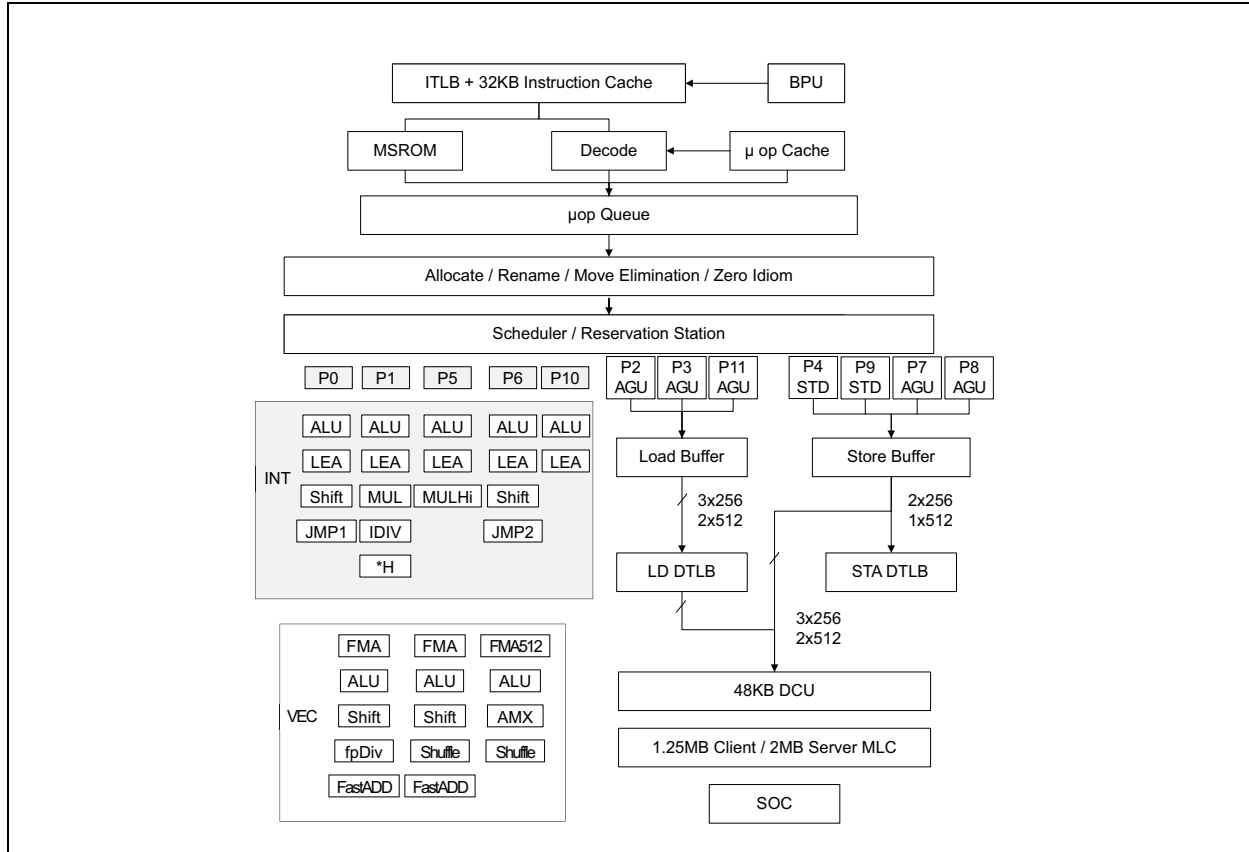 ITLB + 32KB Instruction Cache
BPU
MSROM
Decode
µ op Cache
µop Queue
Allocate / Rename / Move Elimination / Zero Idiom
Scheduler / Reservation Station
P0
P1
P5
P6
P10
P2
AGU
P3
AGU
P11
AGU
P4
STD
P9
STD
P7
AGU
P8
AGU
INT
ALU
ALU
ALU
ALU
ALU
LEA
LEA
LEA
LEA
LEA
Shift
MUL
MULHi
Shift
JMP1
IDIV
JMP2
*H
Load Buffer
Store Buffer
3x256
2x512
2x256
1x512
LD DTLB
STA DTLB
3x256
2x512
VEC
FMA
FMA
FMA512
ALU
ALU
ALU
Shift
Shift
AMX
fpDiv
Shuffle
Shuffle
FastADD
FastADD
48KB DCU
1.25MB Client / 2MB Server MLC
SOC